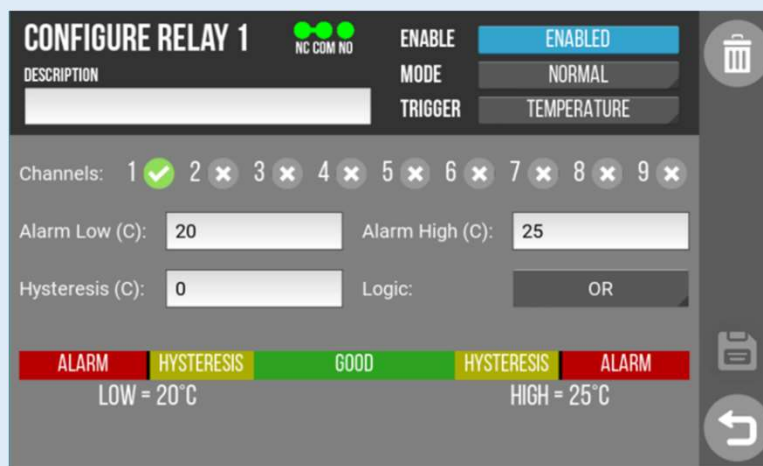 CONFIGURE RELAY 1
NC COM NO
DESCRIPTION
ENABLE ENABLED
MODE NORMAL
TRIGGER TEMPERATURE
Channels: 1 2 3 4 5 6 7 8 9
Alarm Low (C): 20 Alarm High (C): 25
Hysteresis (C): 0 Logic: OR
ALARM HYSTERESIS GOOD HYSTERESIS ALARM
LOW = 20°C HIGH = 25°C